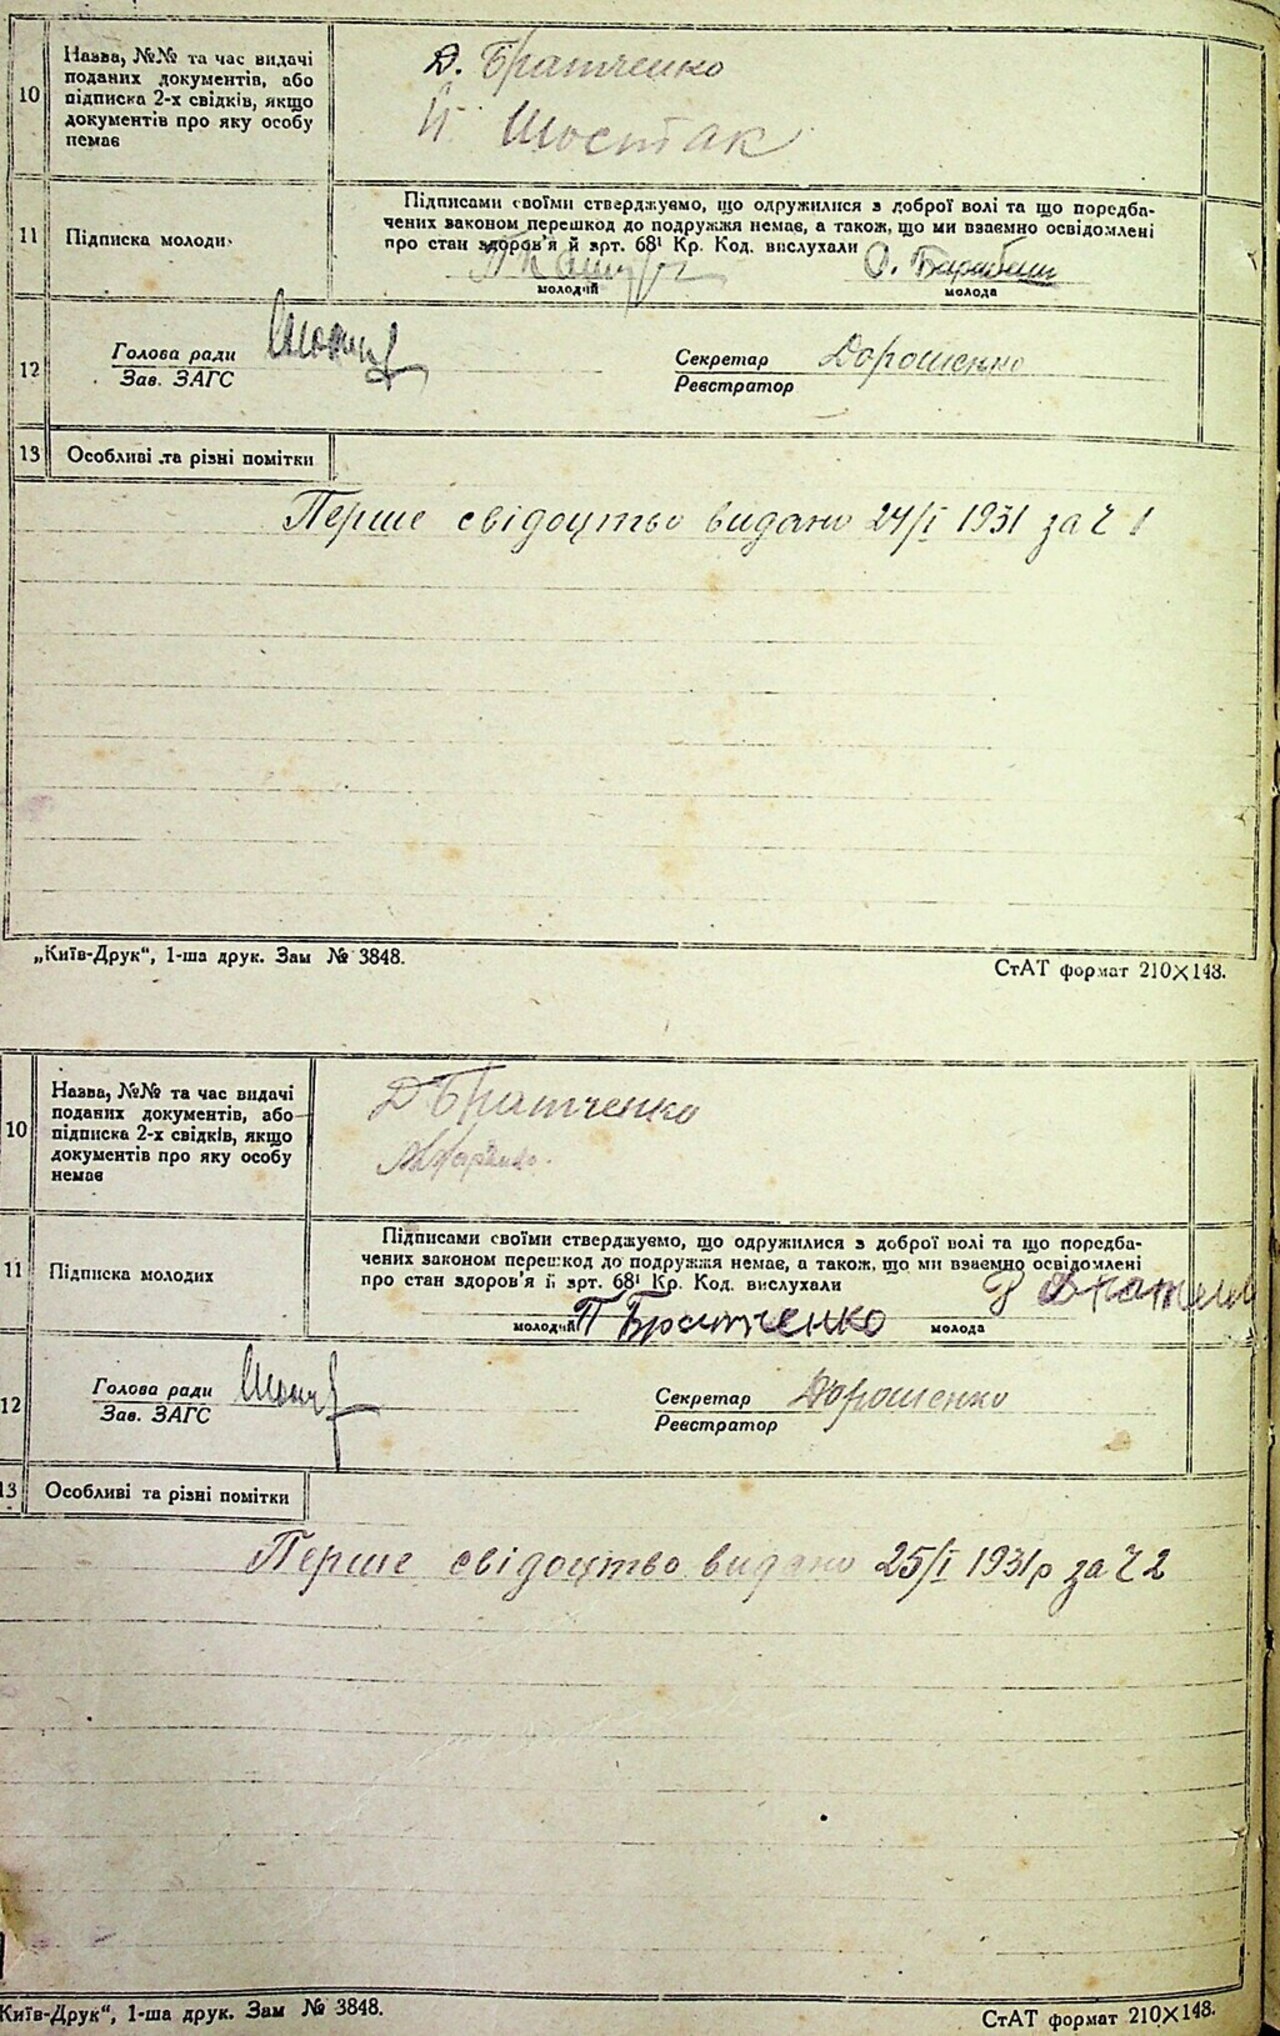 10
Назва, №№ та час видачі
поданих документів, або
підписка 2-х свідків, якщо
документів про яку особу
немає
Д. Братченко
Й Шостак
11
Підписка молоди
Підписами своїми стверджуємо, що одружилися з доброї волі та що передба-
чених законом перешкод до подружжя немає, а також, що ми взаємно освідомлені
про стан здоров'я й арт. 68¹ Кр. Код. вислухали
молодий
молода
12
Голова ради
Зав. ЗАГС
Секретар Дорошенко
Реєстратор
13
Особливі та різні помітки
Перше свідоцтво видано 24/I 1931 за Ч 1
„Київ-Друк“, 1-ша друк. Зам № 3848.
СтАТ формат 210×148.
10
Назва, №№ та час видачі
поданих документів, або
підписка 2-х свідків, якщо
документів про яку особу
немає
Д Братченко
11
Підписка молодих
Підписами своїми стверджуємо, що одружилися з доброї волі та що передба-
чених законом перешкод до подружжя немає, а також, що ми взаємно освідомлені
про стан здоров'я й арт. 68¹ Кр. Код. вислухали
молодий П Братченко
молода
12
Голова ради
Зав. ЗАГС
Секретар Дорошенко
Реєстратор
13
Особливі та різні помітки
Перше свідоцтво видано 25/I 1931р за Ч 2
Київ-Друк“, 1-ша друк. Зам № 3848.
СтАТ формат 210×148.